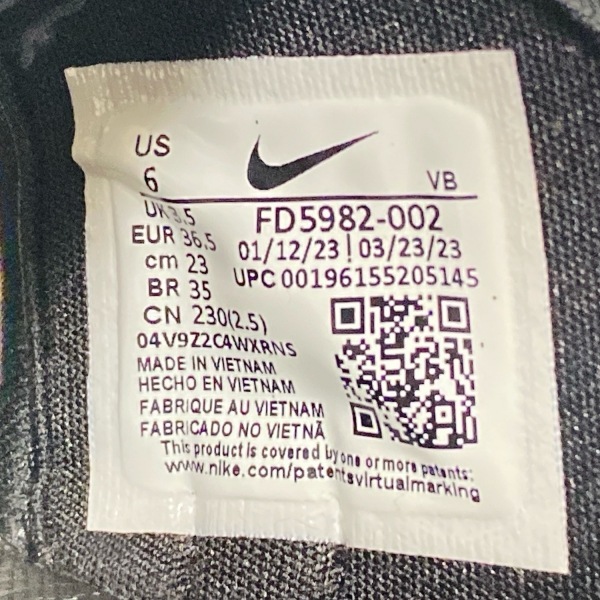 US
6
VB
UK 3.5
FD5982-002
EUR 36.5
01/12/23 | 03/23/23
cm 23
UPC 00196155205145
BR 35
CN 230(2.5)
04V9Z2C4WXRNS
MADE IN VIETNAM
HECHO EN VIETNAM
FABRIQUE AU VIETNAM
FABRICADO NO VIETNÃ
This product is covered by one or more patents:
www.nike.com/patentsvirtualmarking